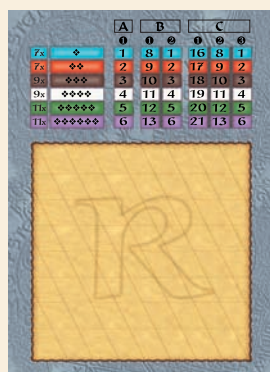 A B C
❶ ❶ ❷ ❶ ❷ ❸
7x ❖ 1 8 1 16 8 1
7x ❖❖ 2 9 2 17 9 2
9x ❖❖❖ 3 10 3 18 10 3
9x ❖❖❖❖ 4 11 4 19 11 4
11x ❖❖❖❖❖ 5 12 5 20 12 5
11x ❖❖❖❖❖❖ 6 13 6 21 13 6
R